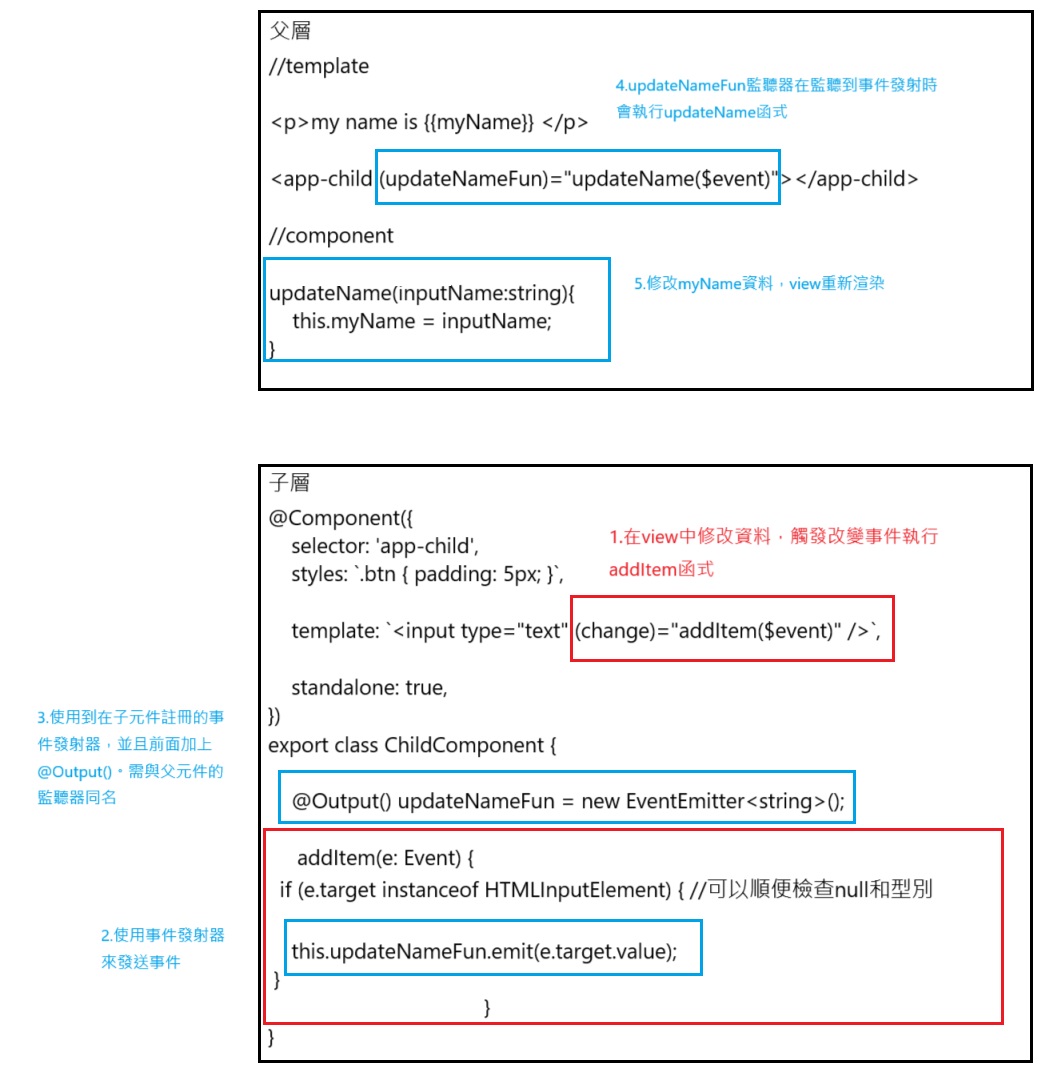 父層
//template
4.updateNameFun監聽器在監聽到事件發射時
會執行updateName函式
<p>my name is {{myName}} </p>
<app-child (updateNameFun)="updateName($event)"></app-child>
//component
updateName(inputName:string){
this.myName = inputName;
}
5.修改myName資料，view重新渲染
子層
@Component({
selector: 'app-child',
styles: `.btn { padding: 5px; }`,
1.在view中修改資料，觸發改變事件執行
addItem函式
template: `<input type="text" (change)="addItem($event)" />`,
standalone: true,
})
export class ChildComponent {
3.使用到在子元件註冊的事
件發射器，並且前面加上
@Output()。需與父元件的
監聽器同名
@Output() updateNameFun = new EventEmitter<string>();
addItem(e: Event) {
if (e.target instanceof HTMLInputElement) { //可以順便檢查null和型別
2.使用事件發射器
來發送事件
this.updateNameFun.emit(e.target.value);
}
}
}